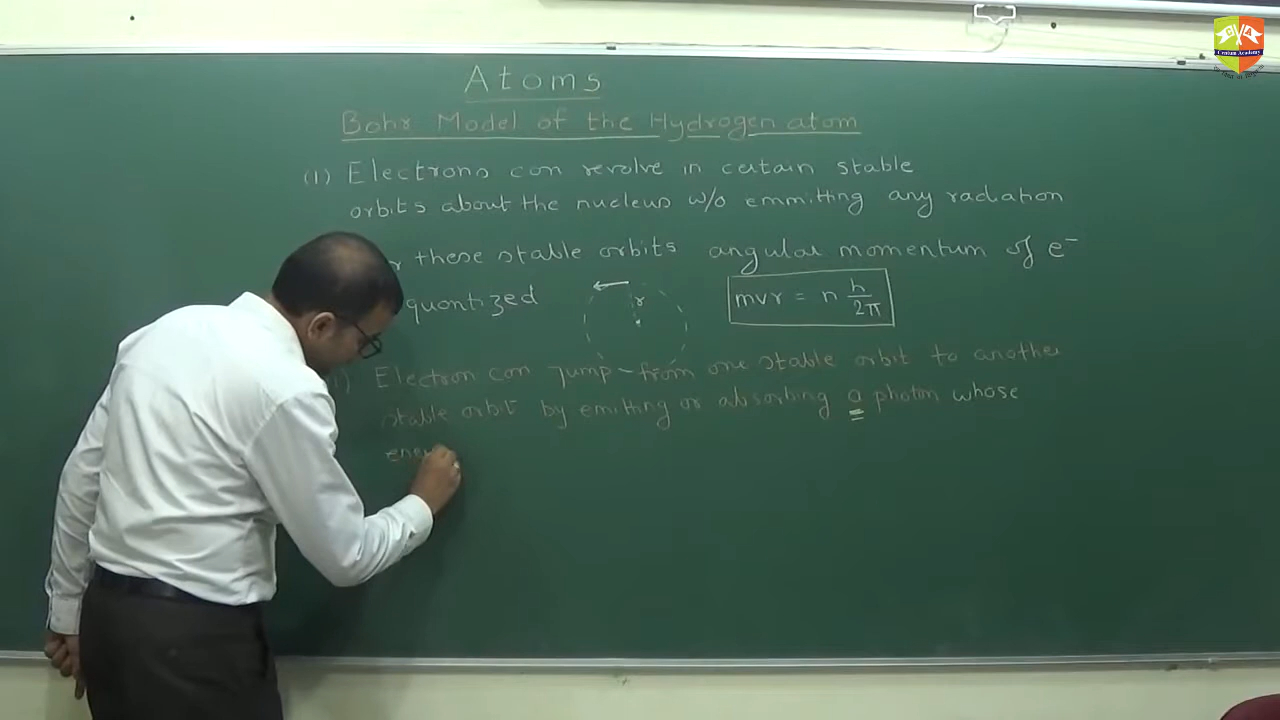 Atoms
Bohr Model of the Hydrogen atom
(1) Electrons can revolve in certain stable
orbits about the nucleus w/o emmitting any radiation
these stable orbits angular momentum of e⁻
quantized
r
mvr = n h/2π
Electron can jump from one stable orbit to another
stable orbit by emitting or absorbing a photon whose
Centum Academy